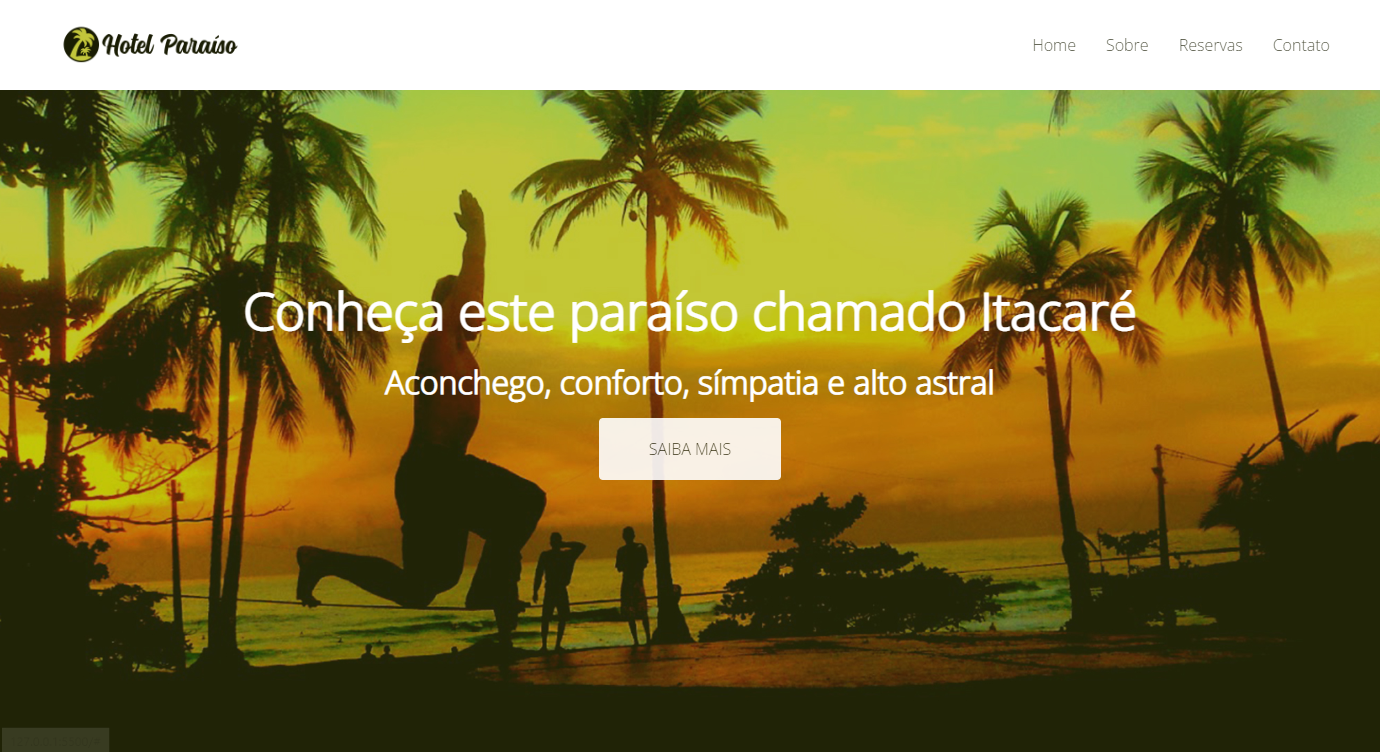 Hotel Paraíso
Home Sobre Reservas Contato
Conheça este paraíso chamado Itacaré
Aconchego, conforto, símpatia e alto astral
SAIBA MAIS